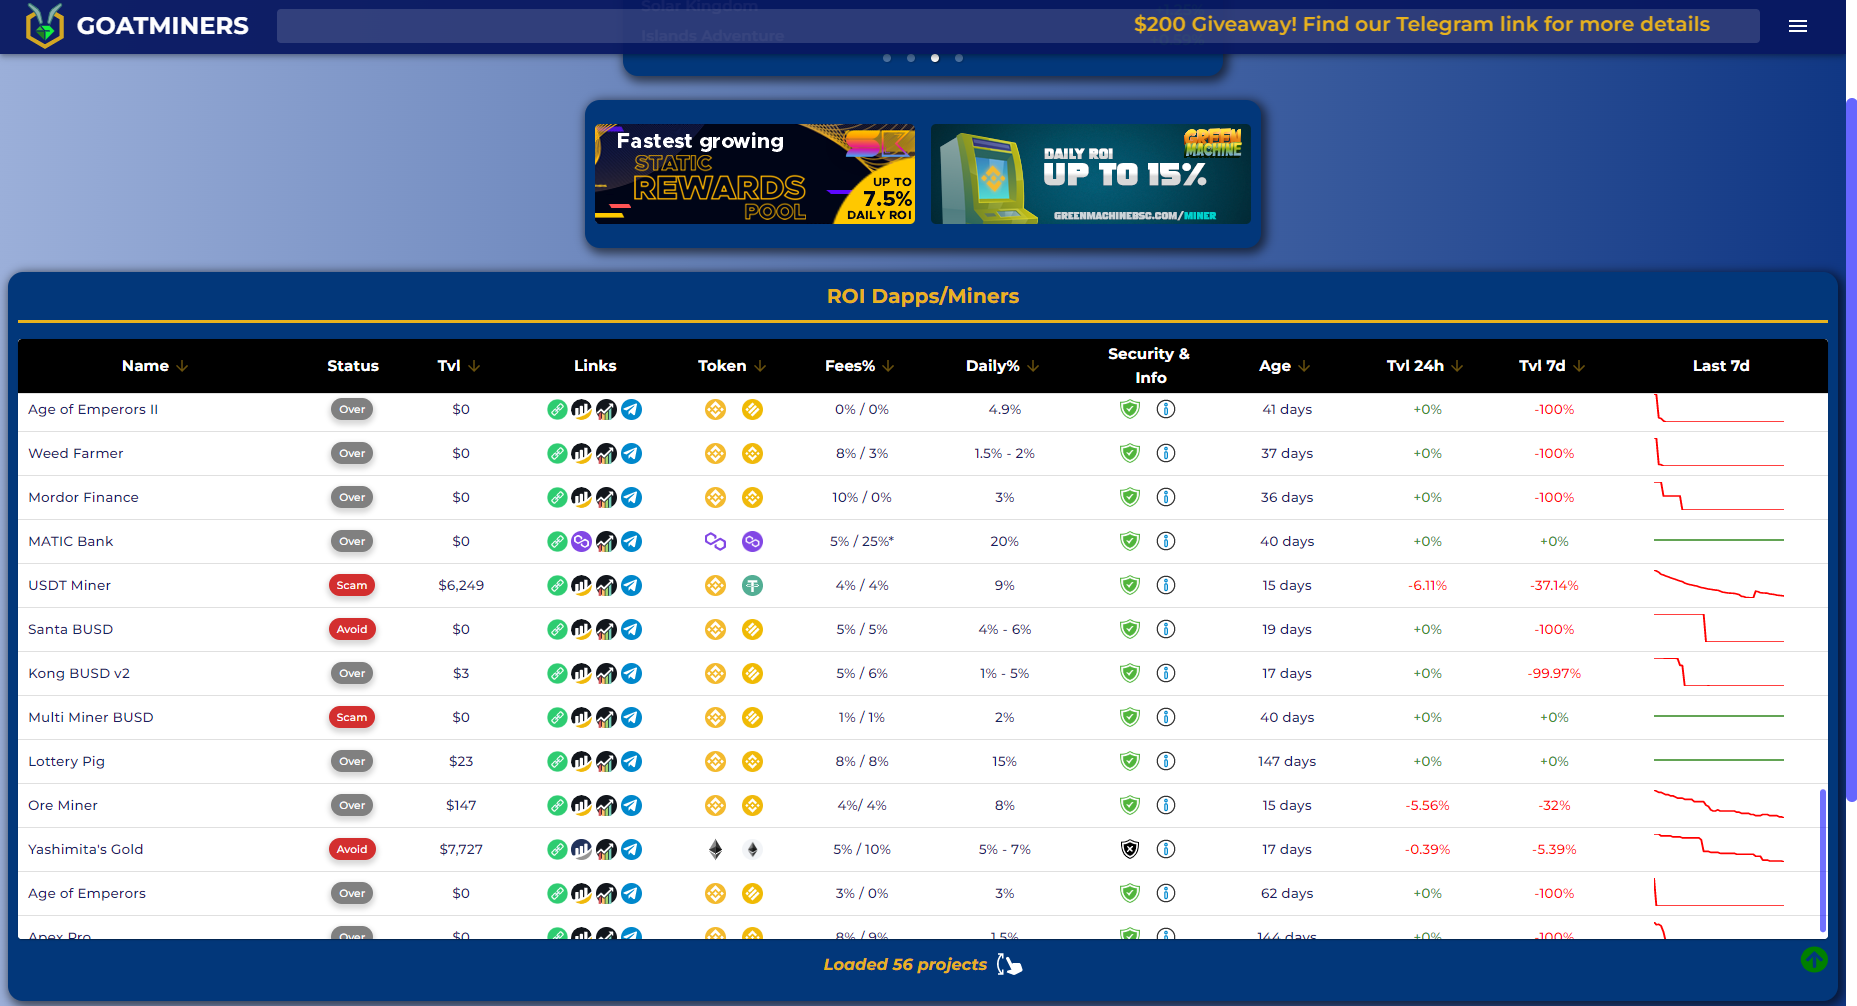 Solar Kingdom
Islands Adventure
GOATMINERS
$200 Giveaway! Find our Telegram link for more details
Fastest growing
STATIC
REWARDS
POOL
UP TO
7.5%
DAILY ROI
GREEN
MACHINE
DAILY ROI
UP TO 15%
GREENMACHINEBSC.COM/MINER
ROI Dapps/Miners
Name Status Tvl Links Token Fees% Daily% Security & Info Age Tvl 24h Tvl 7d Last 7d
Age of Emperors II Over $0 0% / 0% 4.9% 41 days +0% -100%
Weed Farmer Over $0 8% / 3% 1.5% - 2% 37 days +0% -100%
Mordor Finance Over $0 10% / 0% 3% 36 days +0% -100%
MATIC Bank Over $0 5% / 25%* 20% 40 days +0% +0%
USDT Miner Scam $6,249 4% / 4% 9% 15 days -6.11% -37.14%
Santa BUSD Avoid $0 5% / 5% 4% - 6% 19 days +0% -100%
Kong BUSD v2 Over $3 5% / 6% 1% - 5% 17 days +0% -99.97%
Multi Miner BUSD Scam $0 1% / 1% 2% 40 days +0% +0%
Lottery Pig Over $23 8% / 8% 15% 147 days +0% +0%
Ore Miner Over $147 4%/ 4% 8% 15 days -5.56% -32%
Yashimita's Gold Avoid $7,727 5% / 10% 5% - 7% 17 days -0.39% -5.39%
Age of Emperors Over $0 3% / 0% 3% 62 days +0% -100%
Apex Pro Over $0 8% / 9% 1.5% 144 days +0% -100%
Loaded 56 projects